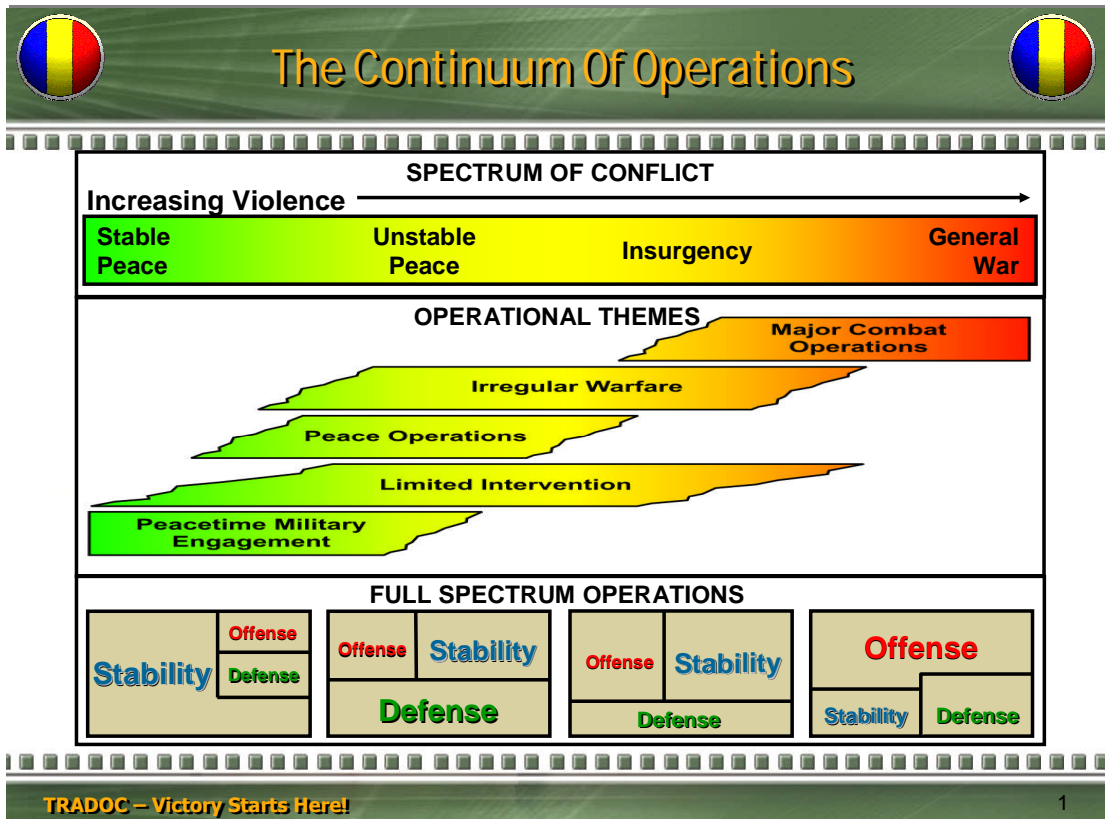 The Continuum Of Operations
SPECTRUM OF CONFLICT
Increasing Violence
Stable
Peace
Unstable
Peace
Insurgency
General
War
OPERATIONAL THEMES
Major Combat
Operations
Irregular Warfare
Peace Operations
Limited Intervention
Peacetime Military
Engagement
FULL SPECTRUM OPERATIONS
Stability
Offense
Defense
Offense
Stability
Defense
Offense
Stability
Defense
Offense
Stability
Defense
TRADOC – Victory Starts Here!
1